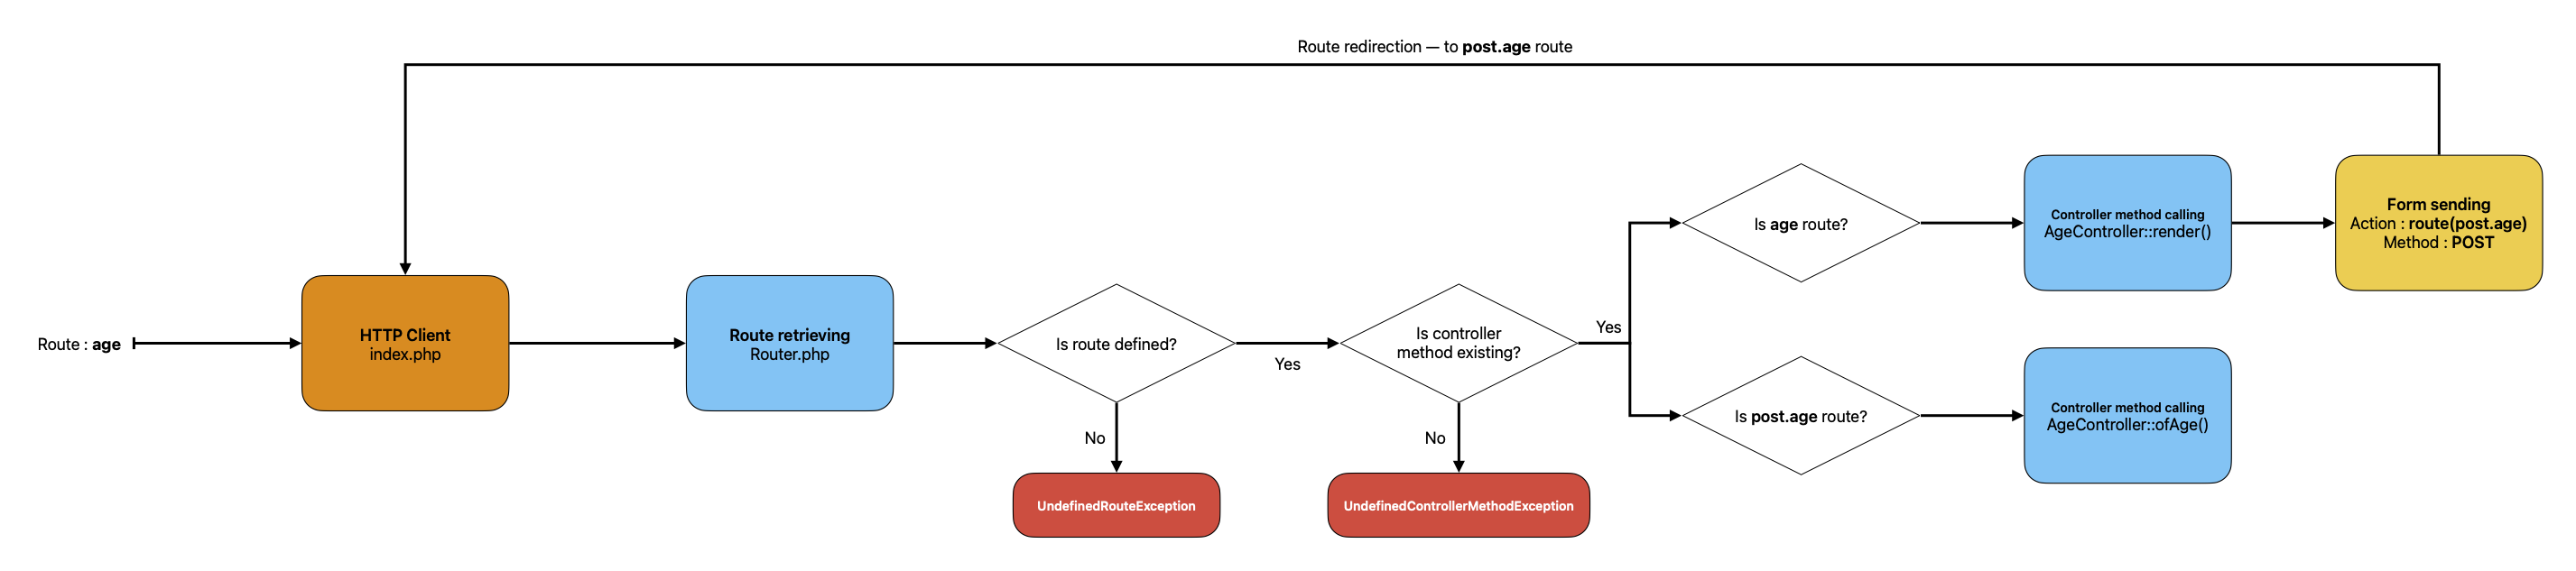 Route redirection — to post.age route
Route : age
HTTP Client
index.php
Route retrieving
Router.php
Is route defined?
Yes
No
UndefinedRouteException
Is controller
method existing?
Yes
No
UndefinedControllerMethodException
Is age route?
Controller method calling
AgeController::render()
Form sending
Action : route(post.age)
Method : POST
Is post.age route?
Controller method calling
AgeController::ofAge()